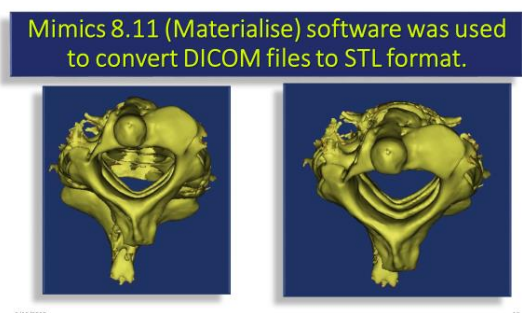 Mimics 8.11 (Materialise) software was used
to convert DICOM files to STL format.